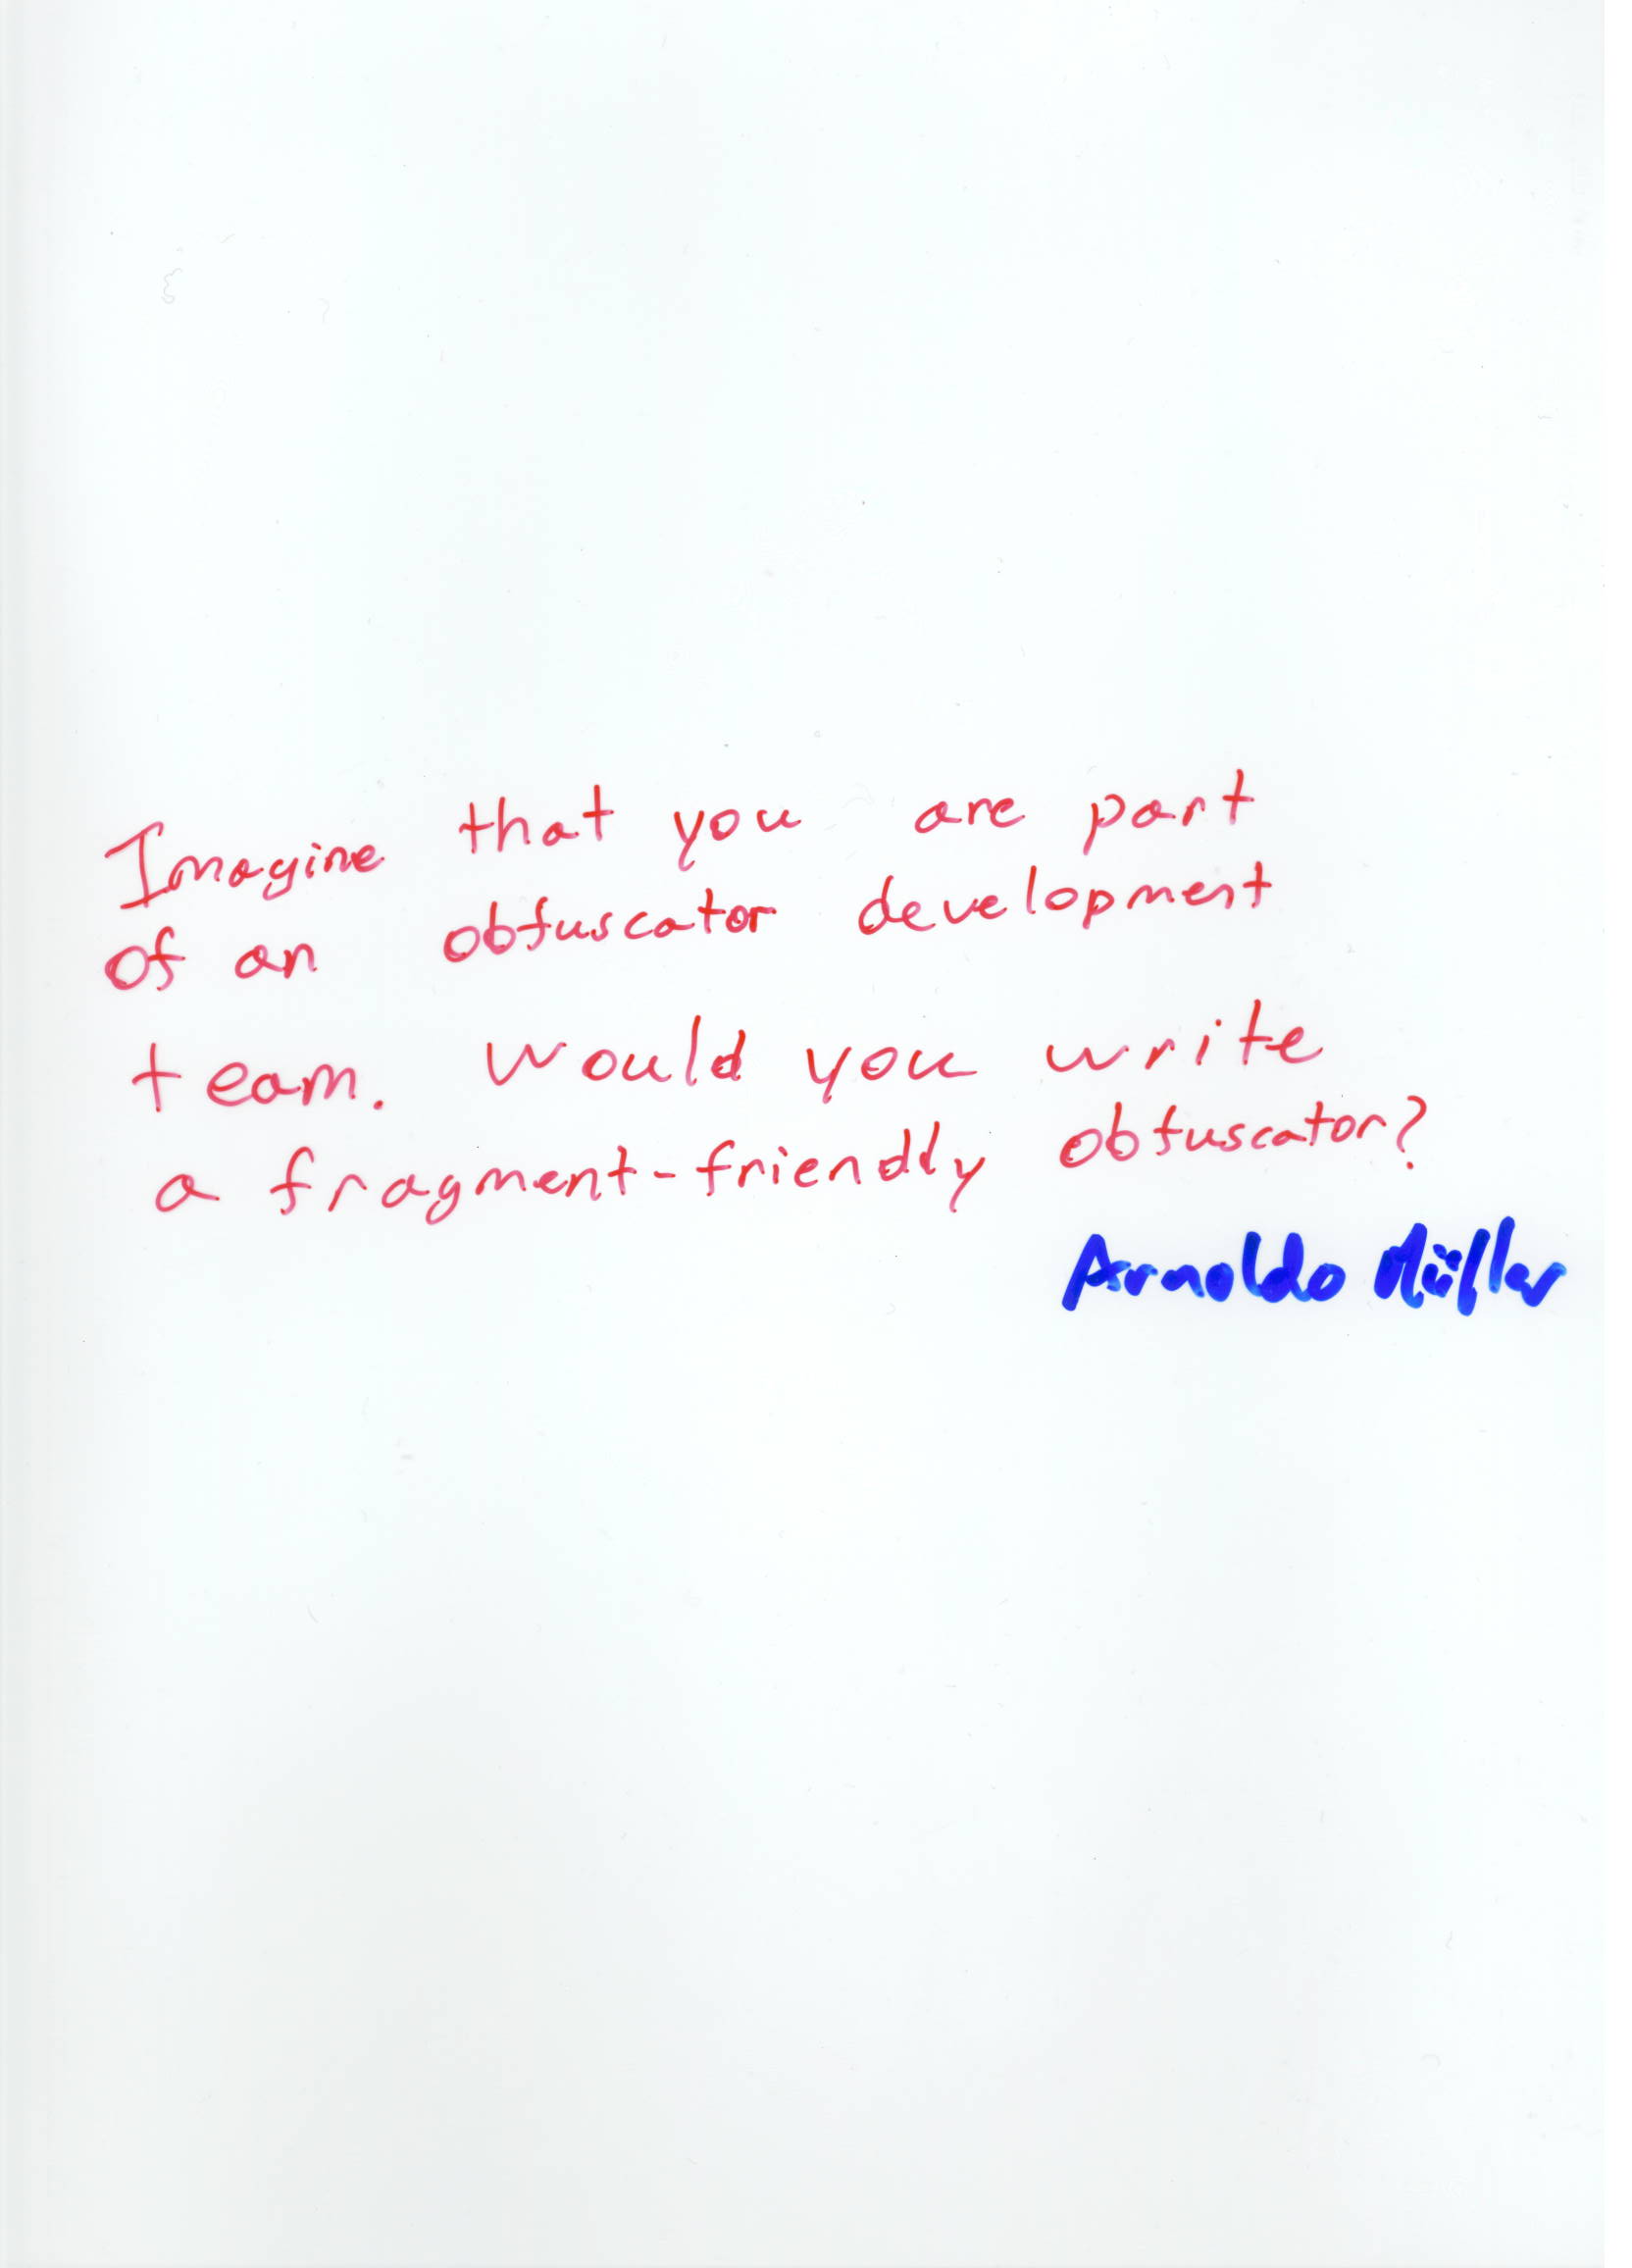 Imagine that you are part
of an obfuscator development
team. Would you write
a fragment-friendly obfuscator?
Arnoldo Müller